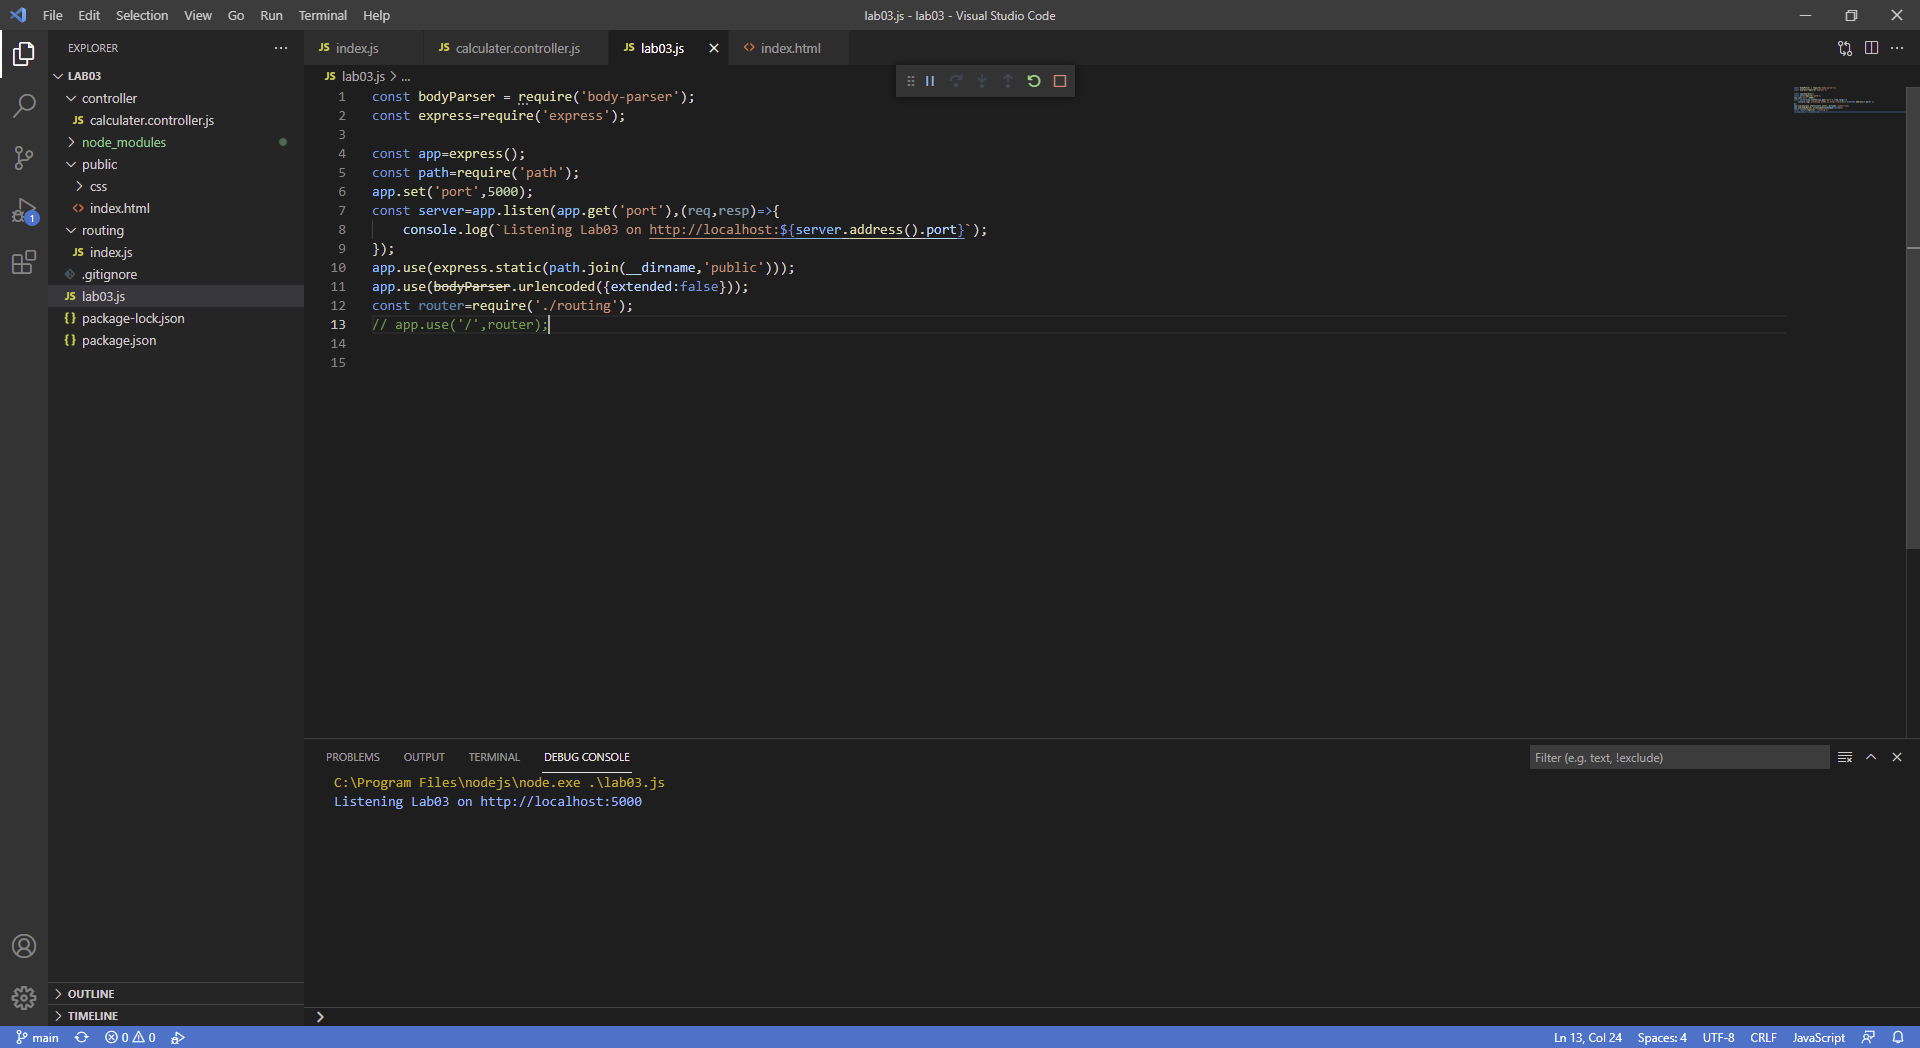 File Edit Selection View Go Run Terminal Help
lab03.js - lab03 - Visual Studio Code
EXPLORER
LAB03
controller
JS calculater.controller.js
node_modules
public
css
<> index.html
routing
JS index.js
.gitignore
JS lab03.js
{} package-lock.json
{} package.json
OUTLINE
TIMELINE
1
JS index.js
JS calculater.controller.js
JS lab03.js
<> index.html
JS lab03.js > ...
1 const bodyParser = require('body-parser');
2 const express=require('express');
3
4 const app=express();
5 const path=require('path');
6 app.set('port',5000);
7 const server=app.listen(app.get('port'),(req,resp)=>{
8     console.log(`Listening Lab03 on http://localhost:${server.address().port}`);
9 });
10 app.use(express.static(path.join(__dirname,'public')));
11 app.use(bodyParser.urlencoded({extended:false}));
12 const router=require('./routing');
13 // app.use('/',router);
14
15
PROBLEMS OUTPUT TERMINAL DEBUG CONSOLE
Filter (e.g. text, !exclude)
C:\Program Files\nodejs\node.exe .\lab03.js
Listening Lab03 on http://localhost:5000
main 0 0
Ln 13, Col 24 Spaces: 4 UTF-8 CRLF JavaScript